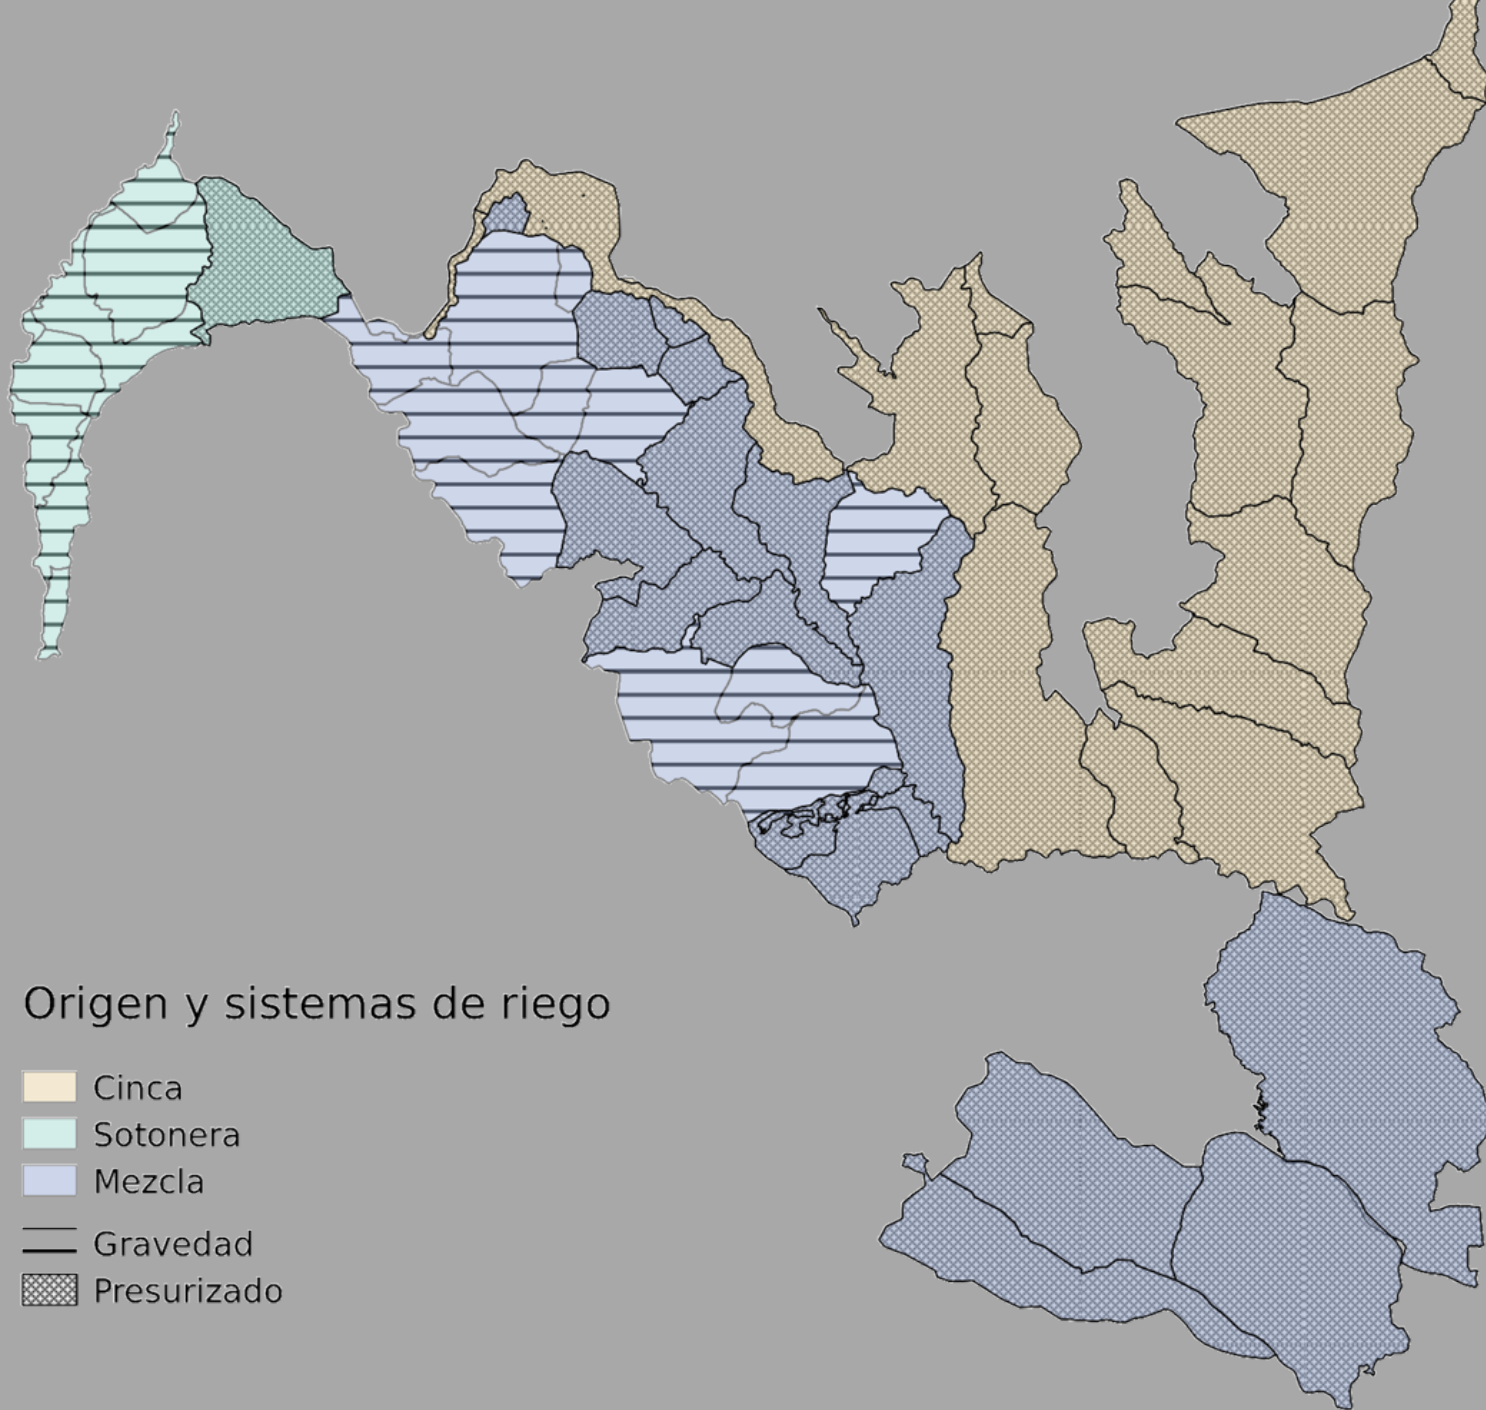 Origen y sistemas de riego
Cinca
Sotonera
Mezcla
Gravedad
Presurizado